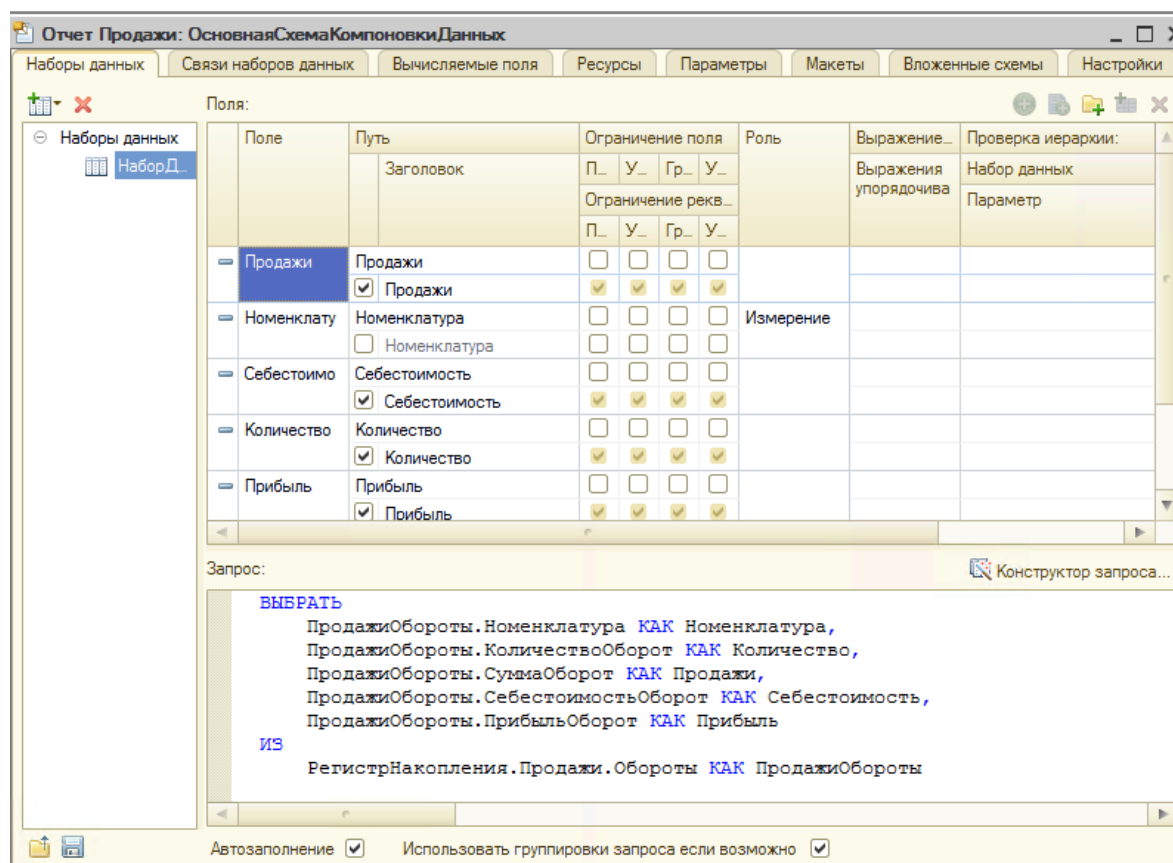 Отчет Продажи: ОсновнаяСхемаКомпоновкиДанных
Наборы данных Связи наборов данных Вычисляемые поля Ресурсы Параметры Макеты Вложенные схемы Настройки
Поля:
Наборы данных
НаборД...
Поле Путь Ограничение поля Роль Выражение... Проверка иерархии:
Заголовок П... У... Гр... У... Выражения упорядочива Набор данных
Ограничение рекв... Параметр
П... У... Гр... У...
Продажи Продажи
Продажи
Номенклату Номенклатура Измерение
Номенклатура
Себестоимо Себестоимость
Себестоимость
Количество Количество
Количество
Прибыль Прибыль
Прибыль
Запрос: Конструктор запроса...
ВЫБРАТЬ
ПродажиОбороты.Номенклатура КАК Номенклатура,
ПродажиОбороты.КоличествоОборот КАК Количество,
ПродажиОбороты.СуммаОборот КАК Продажи,
ПродажиОбороты.СебестоимостьОборот КАК Себестоимость,
ПродажиОбороты.ПрибыльОборот КАК Прибыль
ИЗ
РегистрНакопления.Продажи.Обороты КАК ПродажиОбороты
Автозаполнение Использовать группировки запроса если возможно